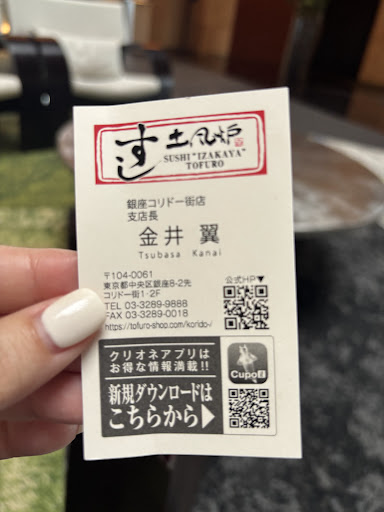 すし 土風炉
SUSHI "IZAKAYA"
TOFURO
銀座コリドー街店
支店長
金井 翼
Tsubasa Kanai
〒104-0061
東京都中央区銀座8-2先
コリドー街1・2F
TEL 03-3289-9888
FAX 03-3289-0018
https://tofuro-shop.com/korido-/
公式HP▼
クリオネアプリは
お得な情報満載!!
新規ダウンロードは
こちらから▶
Cupo